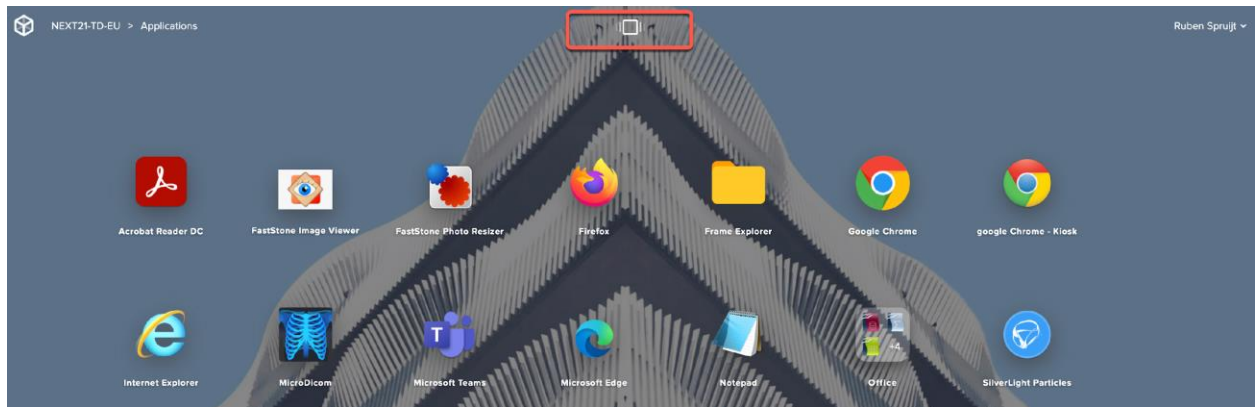 NEXT21-TD-EU > Applications
Ruben Spruijt
Acrobat Reader DC
FastStone Image Viewer
FastStone Photo Resizer
Firefox
Frame Explorer
Google Chrome
google Chrome - Kiosk
T
+4
Internet Explorer
MicroDicom
Microsoft Teams
Microsoft Edge
Notepad
Office
SilverLight Particles